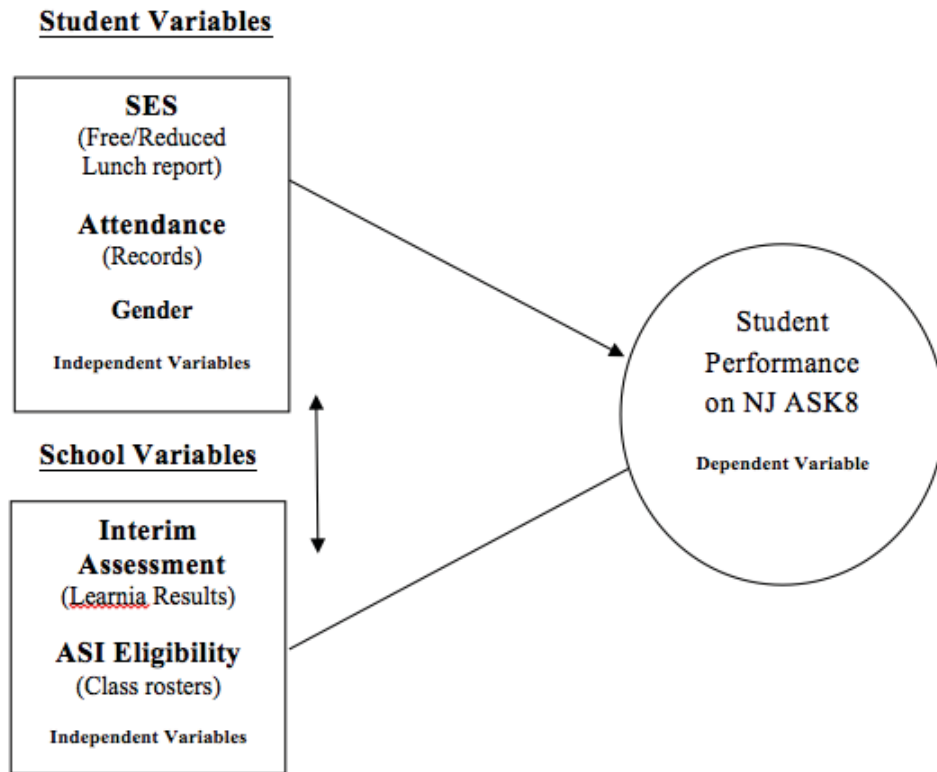 Student Variables
SES
(Free/Reduced
Lunch report)
Attendance
(Records)
Gender
Independent Variables
School Variables
Interim
Assessment
(Learnia Results)
ASI Eligibility
(Class rosters)
Independent Variables
Student
Performance
on NJ ASK8
Dependent Variable